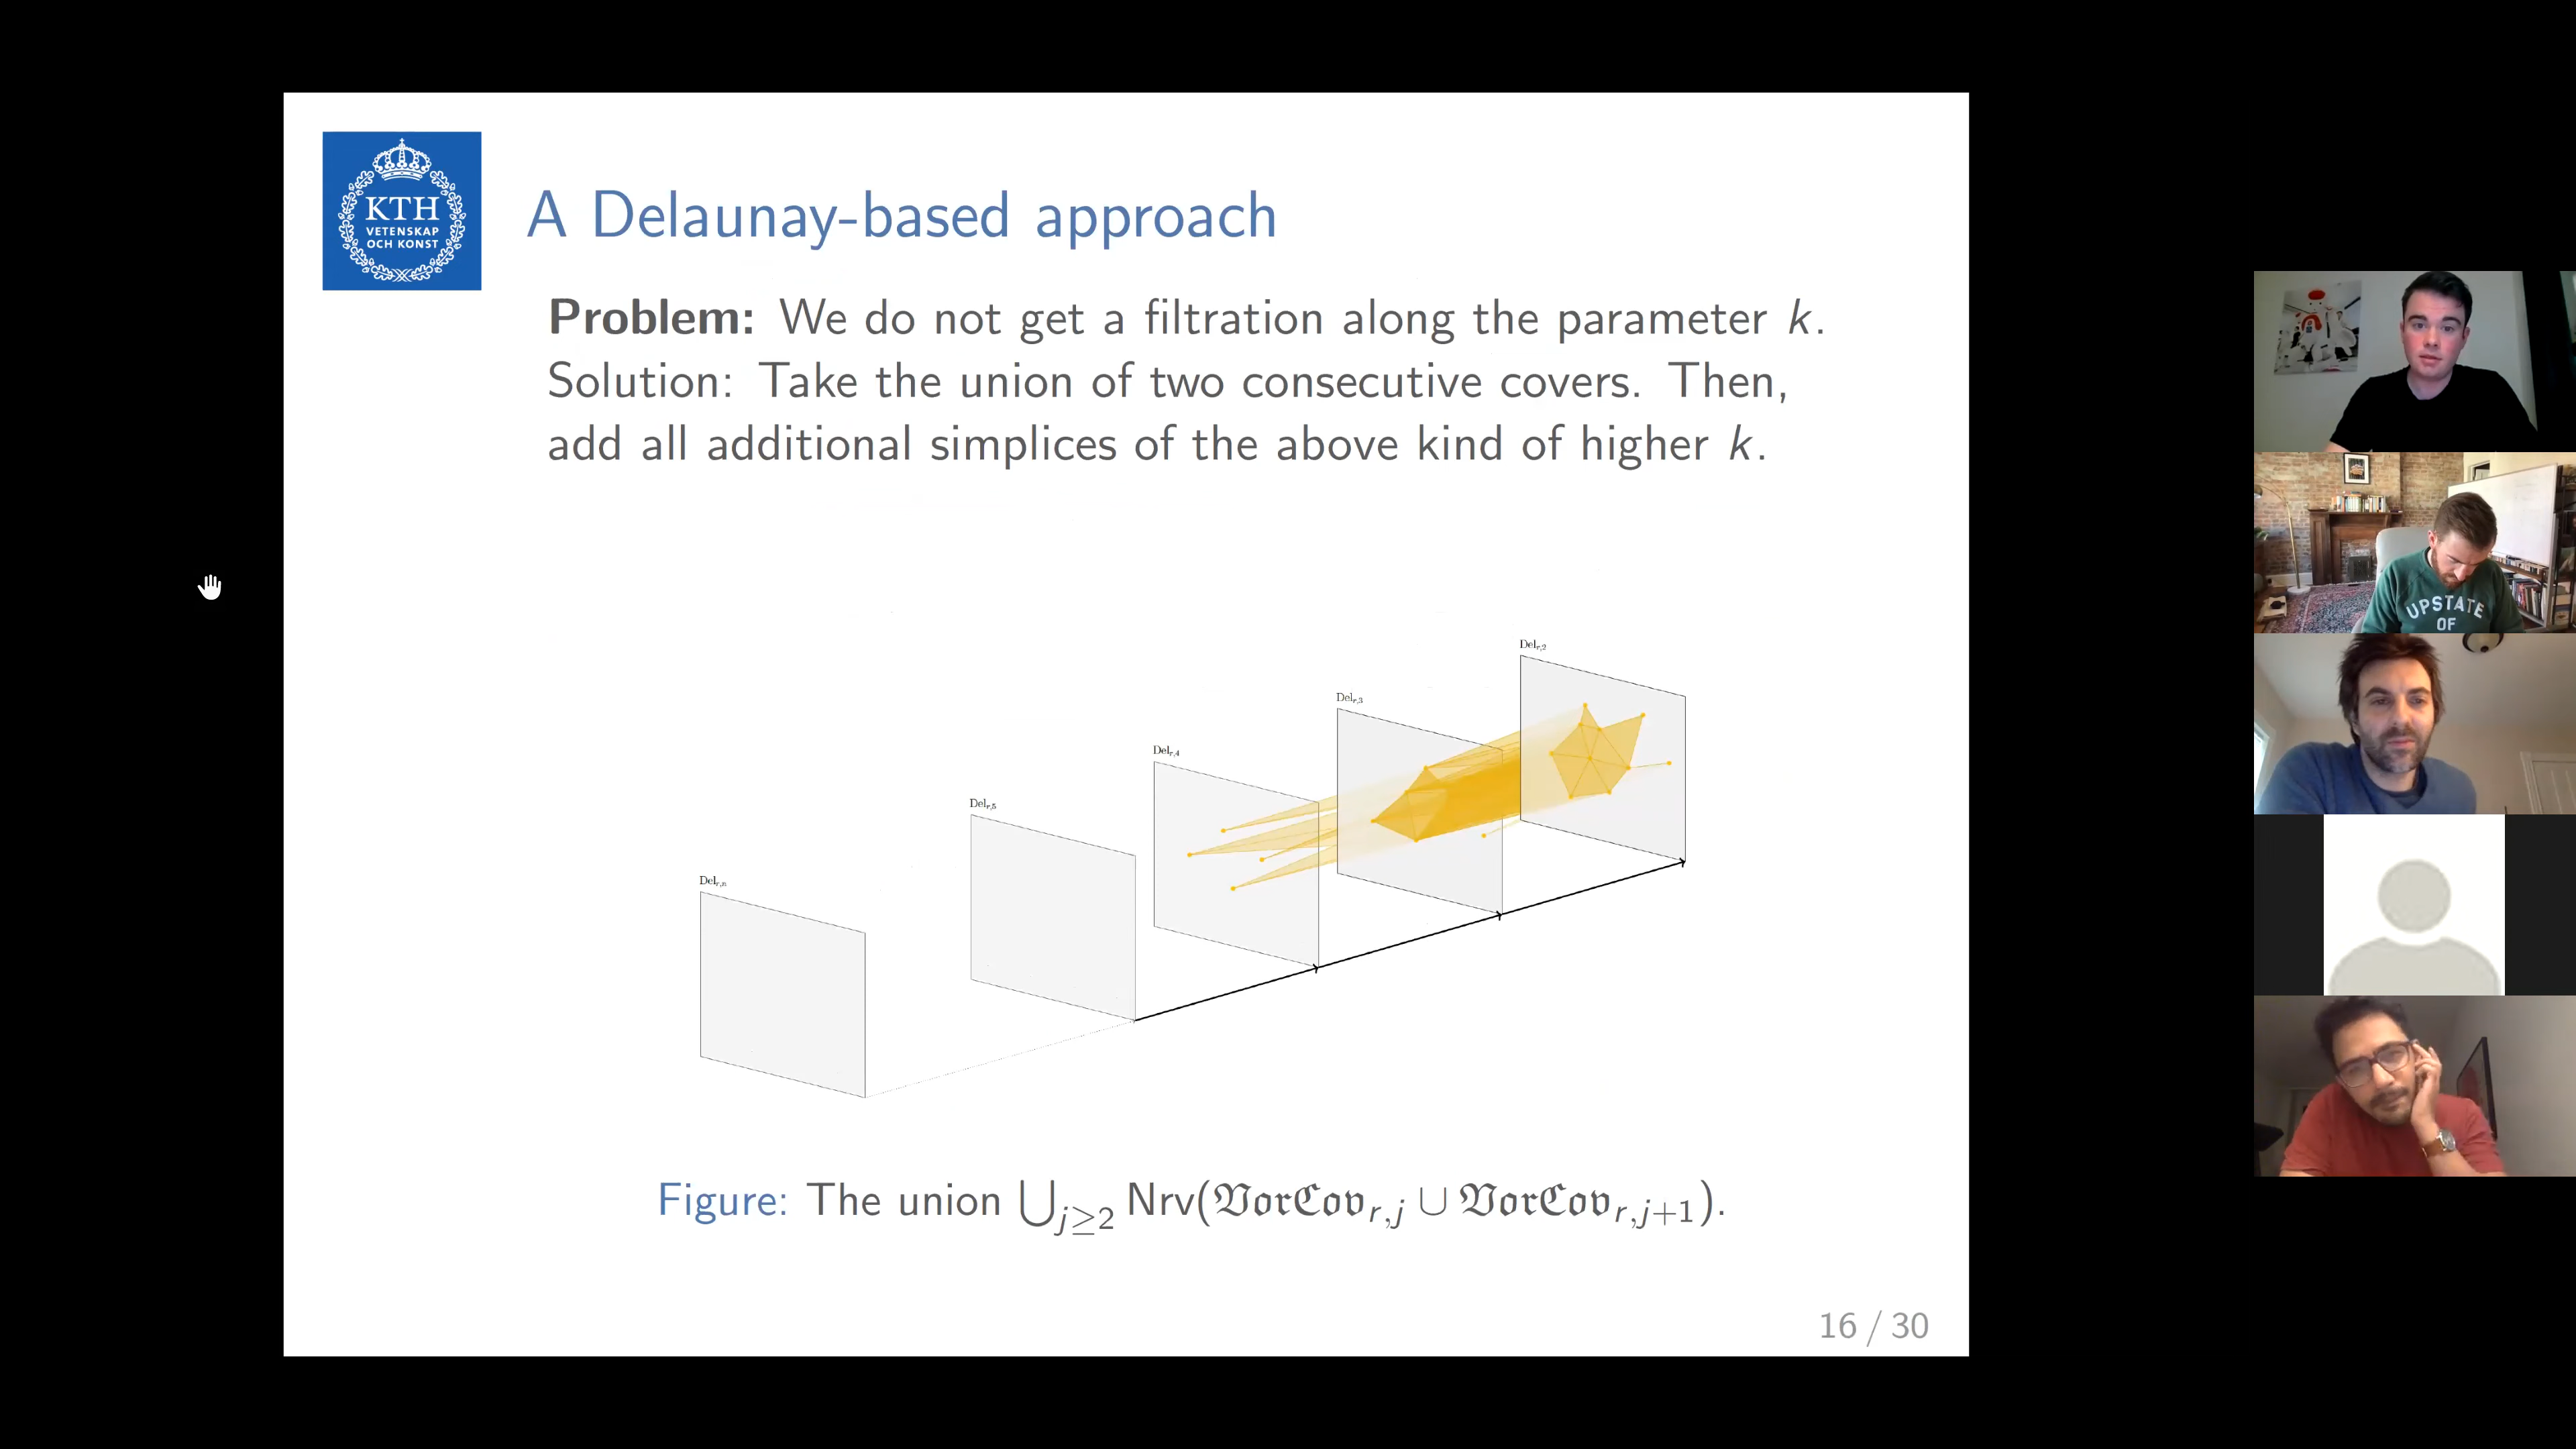 KTH
VETENSKAP
OCH KONST
A Delaunay-based approach
Problem: We do not get a filtration along the parameter k.
Solution: Take the union of two consecutive covers. Then,
add all additional simplices of the above kind of higher k.
Del_{r,2}
Del_{r,3}
Del_{r,4}
Del_{r,5}
Del_{r,n}
Figure: The union ⋃_{j≥2} Nrv(𝔙𝔬𝔯ℭ𝔬𝔳_{r,j} ∪ 𝔙𝔬𝔯ℭ𝔬𝔳_{r,j+1}).
16 / 30
UPSTATE
OF